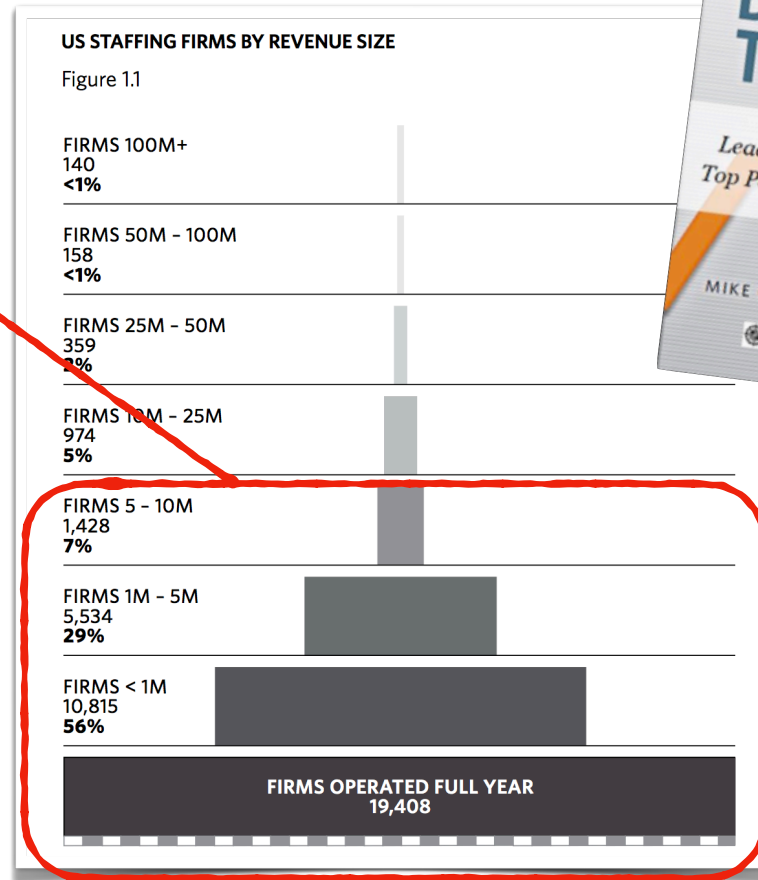 US STAFFING FIRMS BY REVENUE SIZE
Figure 1.1
FIRMS 100M+
140
<1%
FIRMS 50M – 100M
158
<1%
FIRMS 25M – 50M
359
2%
FIRMS 10M – 25M
974
5%
FIRMS 5 – 10M
1,428
7%
FIRMS 1M – 5M
5,534
29%
FIRMS < 1M
10,815
56%
FIRMS OPERATED FULL YEAR
19,408
Top
MIKE